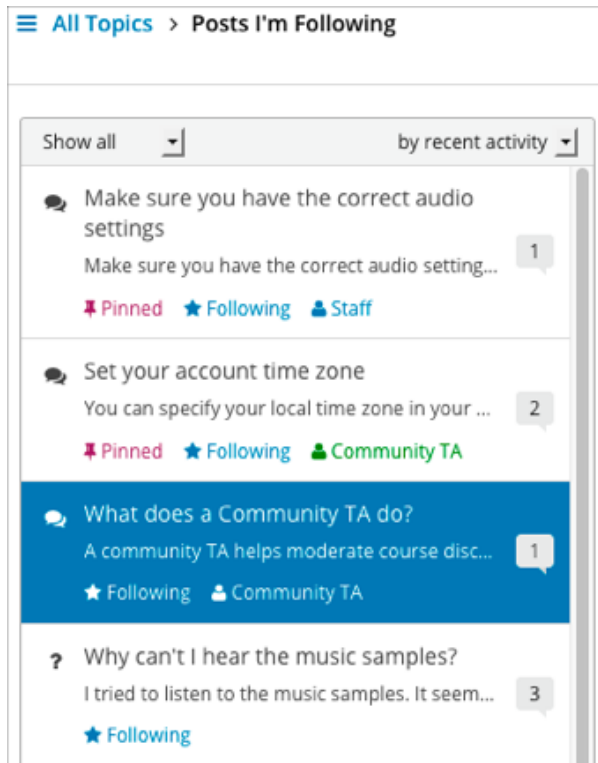 All Topics > Posts I'm Following
Show all by recent activity
Make sure you have the correct audio
settings
1
Make sure you have the correct audio setting...
Pinned Following Staff
Set your account time zone
You can specify your local time zone in your ...
2
Pinned Following Community TA
What does a Community TA do?
A community TA helps moderate course disc...
1
Following Community TA
? Why can't I hear the music samples?
I tried to listen to the music samples. It seem...
3
Following